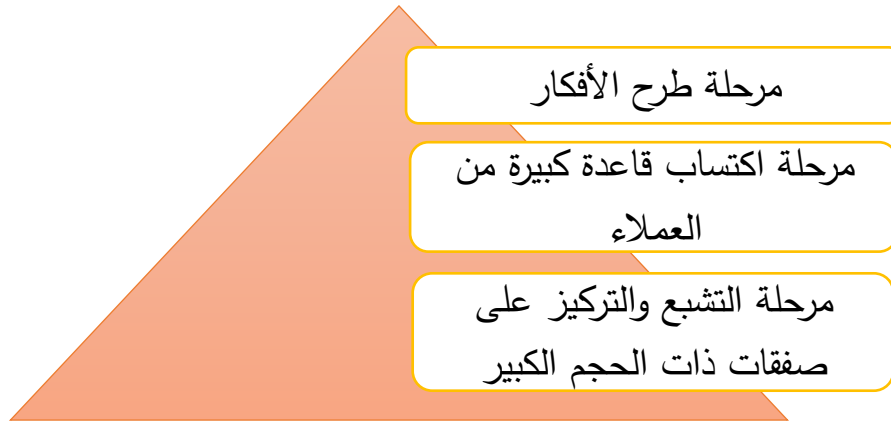 مرحلة طرح الأفكار
مرحلة اكتساب قاعدة كبيرة من
العملاء
مرحلة التشبع والتركيز على
صفقات ذات الحجم الكبير